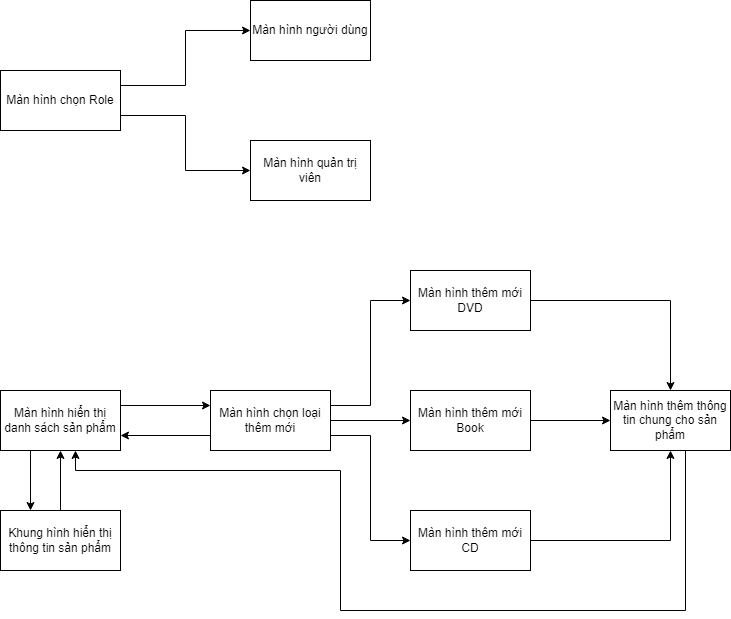 Màn hình người dùng
Màn hình chọn Role
Màn hình quản trị
viên
Màn hình thêm mới
DVD
Màn hình hiển thị
danh sách sản phẩm
Màn hình chọn loại
thêm mới
Màn hình thêm mới
Book
Màn hình thêm thông
tin chung cho sản
phẩm
Khung hình hiển thị
thông tin sản phẩm
Màn hình thêm mới
CD